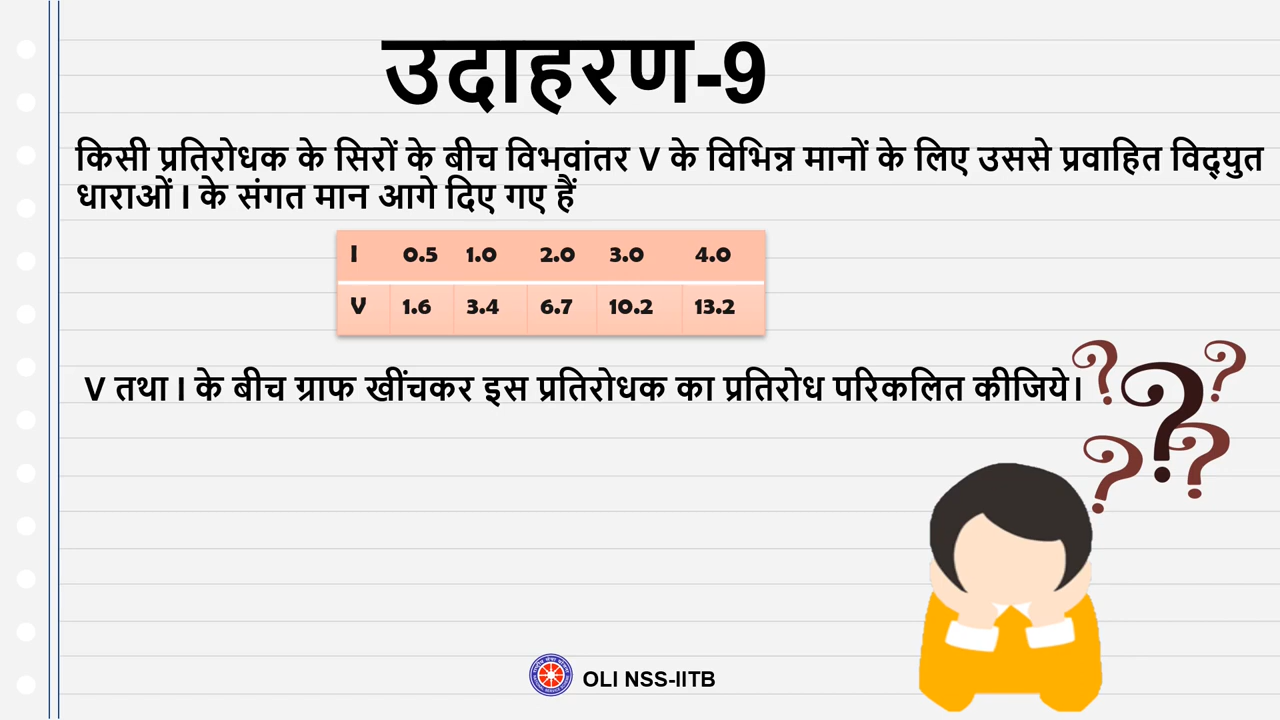 उदाहरण-9
किसी प्रतिरोधक के सिरों के बीच विभवांतर V के विभिन्न मानों के लिए उससे प्रवाहित विद्युत
धाराओं I के संगत मान आगे दिए गए हैं
I 0.5 1.0 2.0 3.0 4.0
V 1.6 3.4 6.7 10.2 13.2
V तथा I के बीच ग्राफ खींचकर इस प्रतिरोधक का प्रतिरोध परिकलित कीजिये।
? ? ? ? ?
OLI NSS-IITB